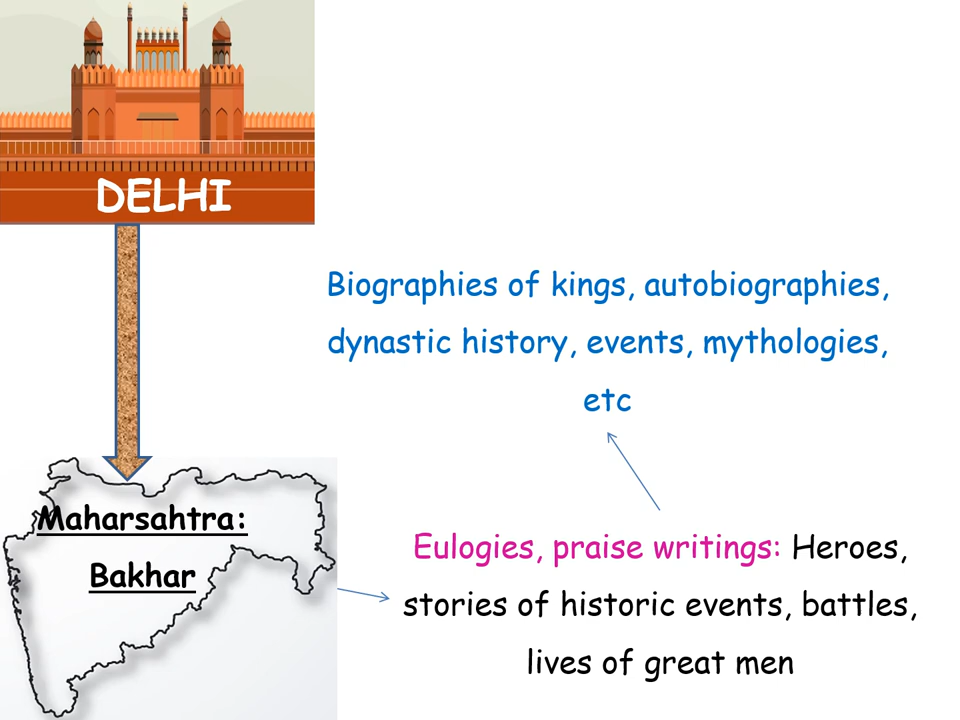 DELHI
Biographies of kings, autobiographies,
dynastic history, events, mythologies,
etc
Maharsahtra:
Bakhar
Eulogies, praise writings: Heroes,
stories of historic events, battles,
lives of great men